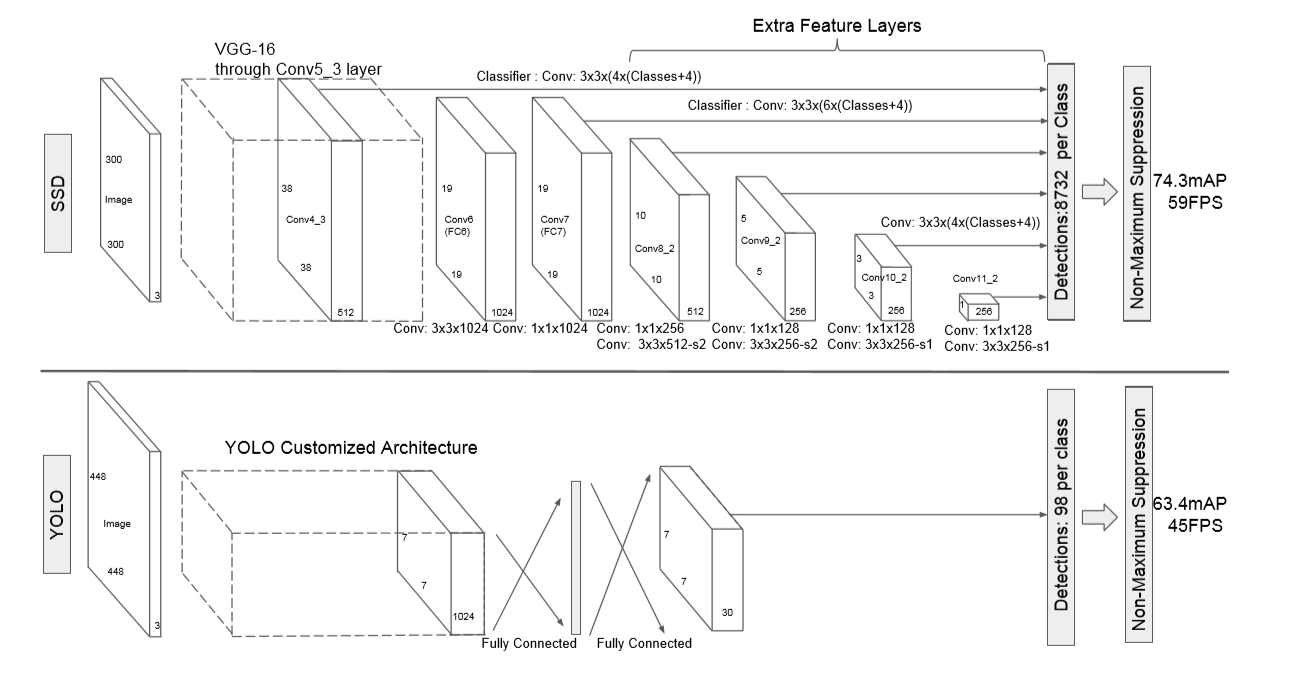 Extra Feature Layers
VGG-16
through Conv5_3 layer
Classifier : Conv: 3x3x(4x(Classes+4))
Classifier : Conv: 3x3x(6x(Classes+4))
SSD
300
Image
300
3
38
Conv4_3
38
512
19
Conv6
(FC6)
19
1024
19
Conv7
(FC7)
19
1024
10
Conv8_2
10
512
5
Conv9_2
5
256
Conv: 3x3x(4x(Classes+4))
3
Conv10_2
3
256
Conv11_2
1
256
Conv: 3x3x1024
Conv: 1x1x1024
Conv: 1x1x256
Conv: 3x3x512-s2
Conv: 1x1x128
Conv: 3x3x256-s2
Conv: 1x1x128
Conv: 3x3x256-s1
Conv: 1x1x128
Conv: 3x3x256-s1
Detections:8732 per Class
Non-Maximum Suppression
74.3mAP
59FPS
YOLO
448
Image
448
3
YOLO Customized Architecture
7
7
1024
Fully Connected
Fully Connected
7
7
30
Detections: 98 per class
Non-Maximum Suppression
63.4mAP
45FPS